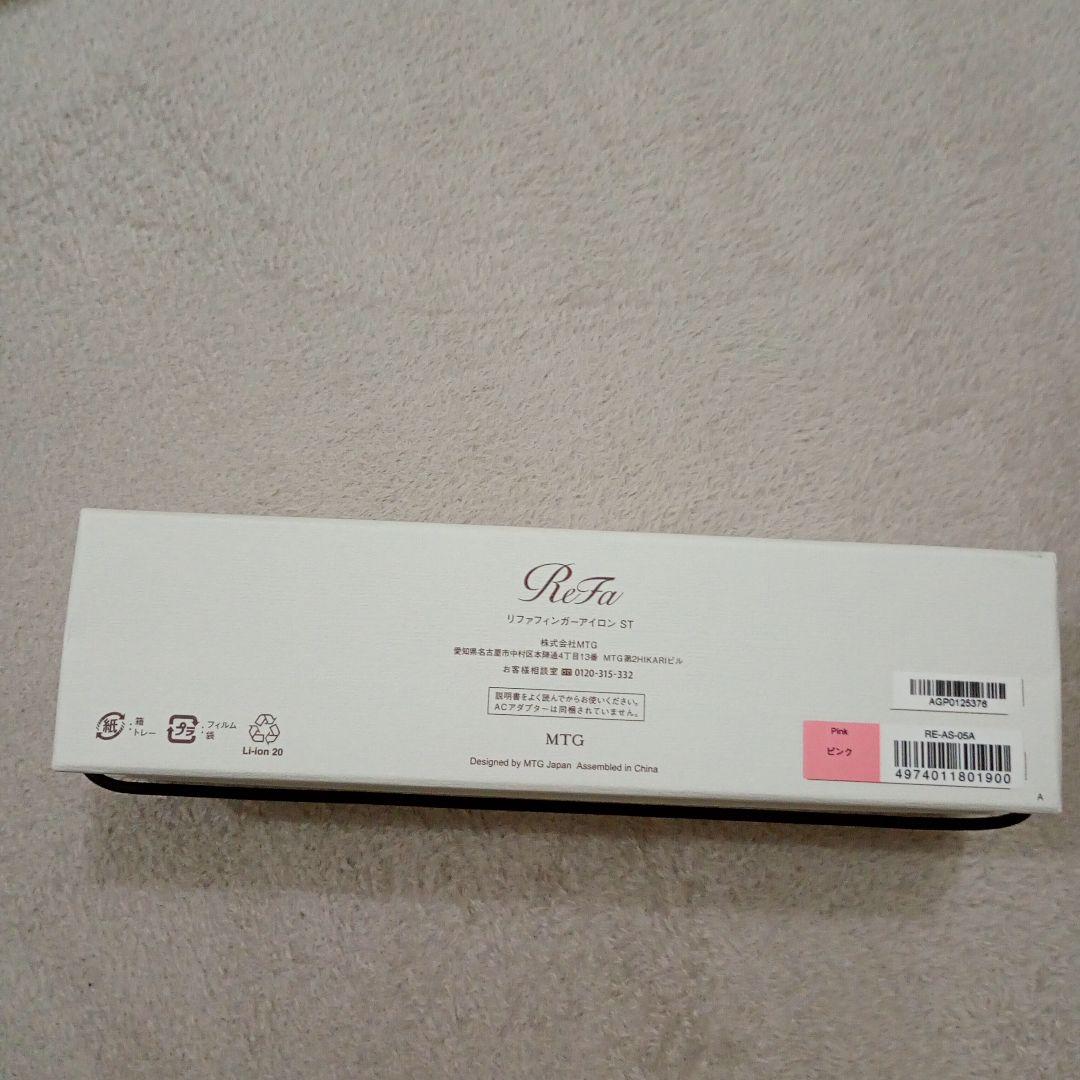 ReFa
リファフィンガーアイロン ST
株式会社MTG
愛知県名古屋市中村区本陣通4丁目13番 MTG第2HIKARIビル
お客様相談室 0120-315-332
説明書をよく読んでからお使いください。
ACアダプターは同梱されていません。
MTG
Designed by MTG Japan Assembled in China
紙 : 箱
トレー
プラ : フィルム
袋
Li-ion 20
AGP0125376
Pink
ピンク
RE-AS-05A
4974011801900
A